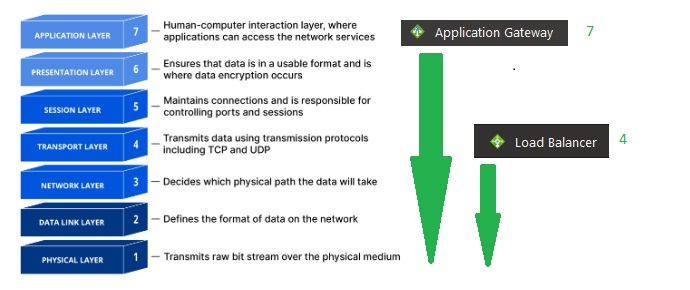 APPLICATION LAYER 7 — Human-computer interaction layer, where
applications can access the network services
Application Gateway 7
PRESENTATION LAYER 6 — Ensures that data is in a usable format and is
where data encryption occurs
SESSION LAYER 5 — Maintains connections and is responsible for
controlling ports and sessions
TRANSPORT LAYER 4 — Transmits data using transmission protocols
including TCP and UDP
Load Balancer 4
NETWORK LAYER 3 — Decides which physical path the data will take
DATA LINK LAYER 2 — Defines the format of data on the network
PHYSICAL LAYER 1 — Transmits raw bit stream over the physical medium